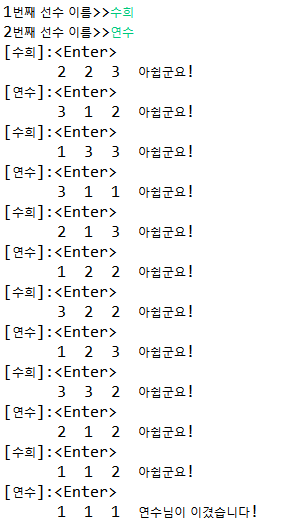 1번째 선수 이름>>수희
2번째 선수 이름>>연수
[수희]:<Enter>
2 2 3 아쉽군요!
[연수]:<Enter>
3 1 2 아쉽군요!
[수희]:<Enter>
1 3 3 아쉽군요!
[연수]:<Enter>
3 1 1 아쉽군요!
[수희]:<Enter>
2 1 3 아쉽군요!
[연수]:<Enter>
1 2 2 아쉽군요!
[수희]:<Enter>
3 2 2 아쉽군요!
[연수]:<Enter>
1 2 3 아쉽군요!
[수희]:<Enter>
3 3 2 아쉽군요!
[연수]:<Enter>
2 1 2 아쉽군요!
[수희]:<Enter>
1 1 2 아쉽군요!
[연수]:<Enter>
1 1 1 연수님이 이겼습니다!